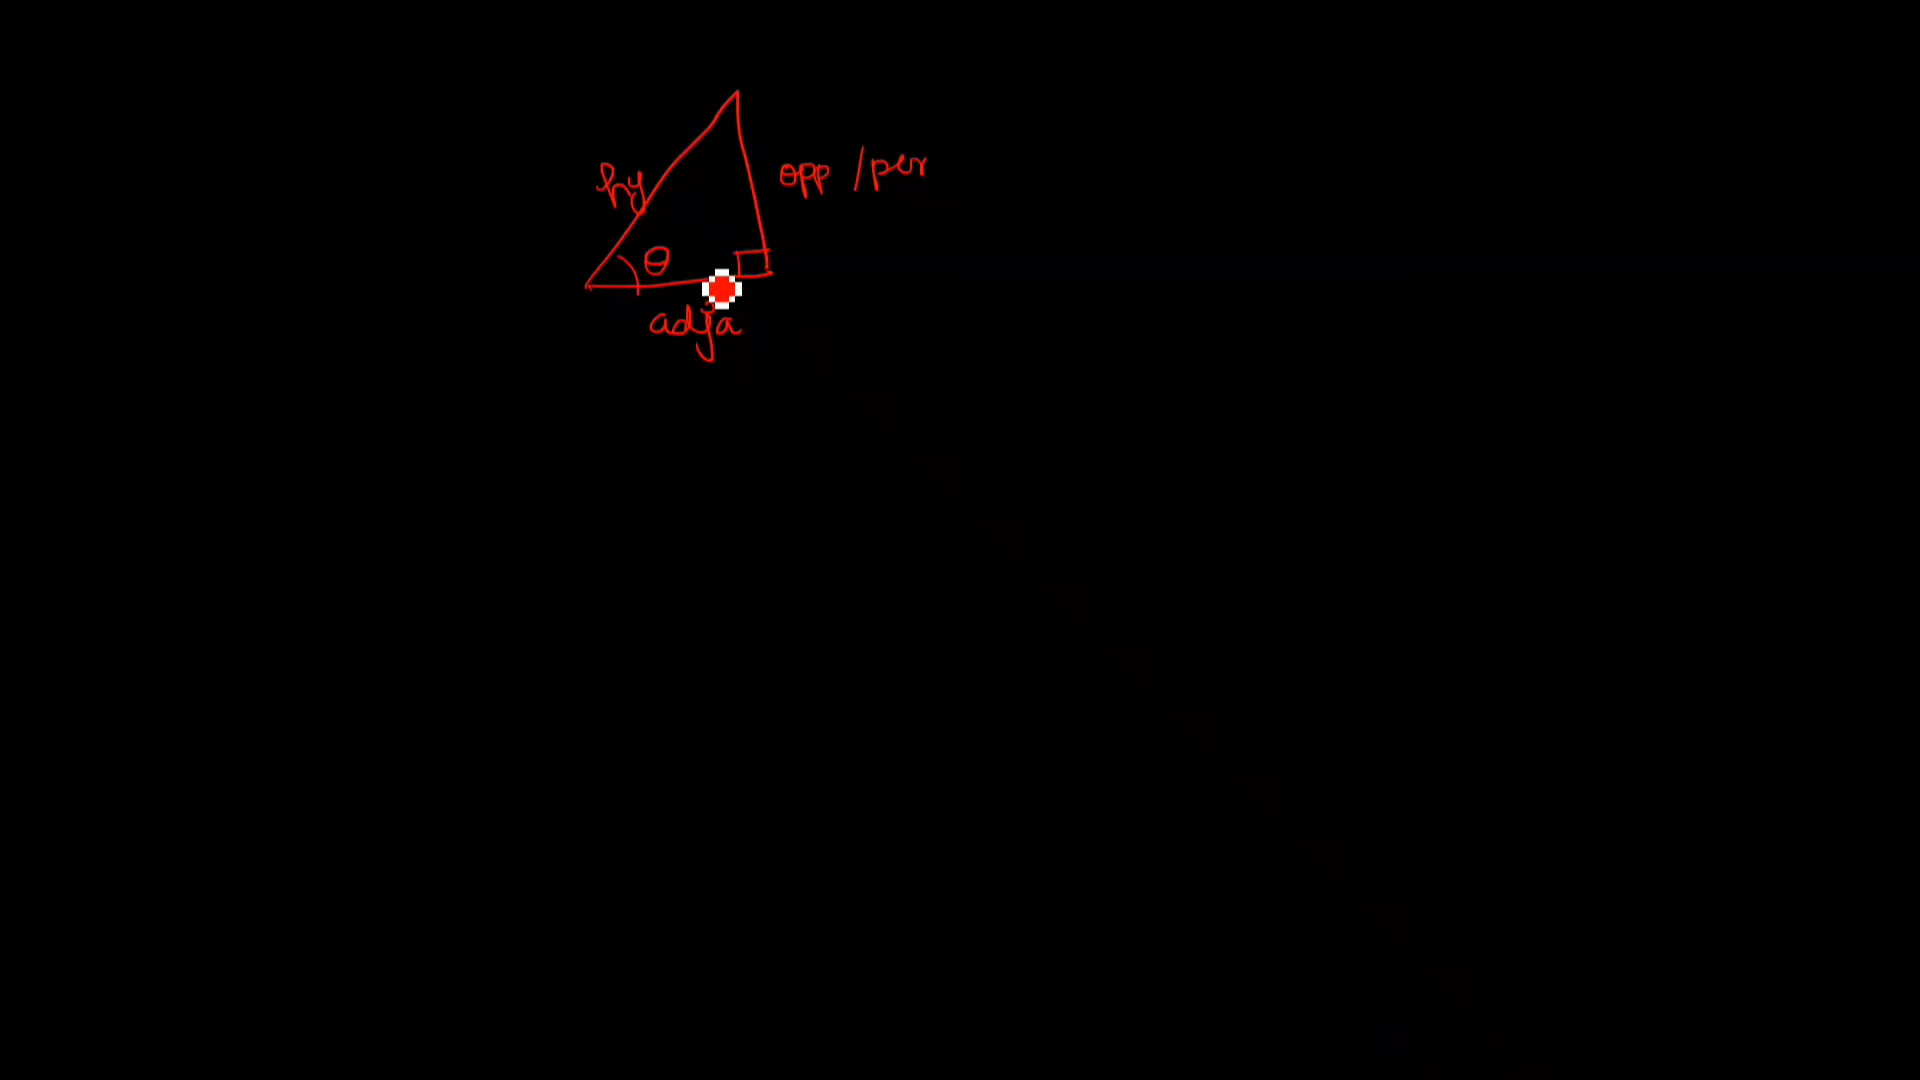 hy
opp /per
θ
adja